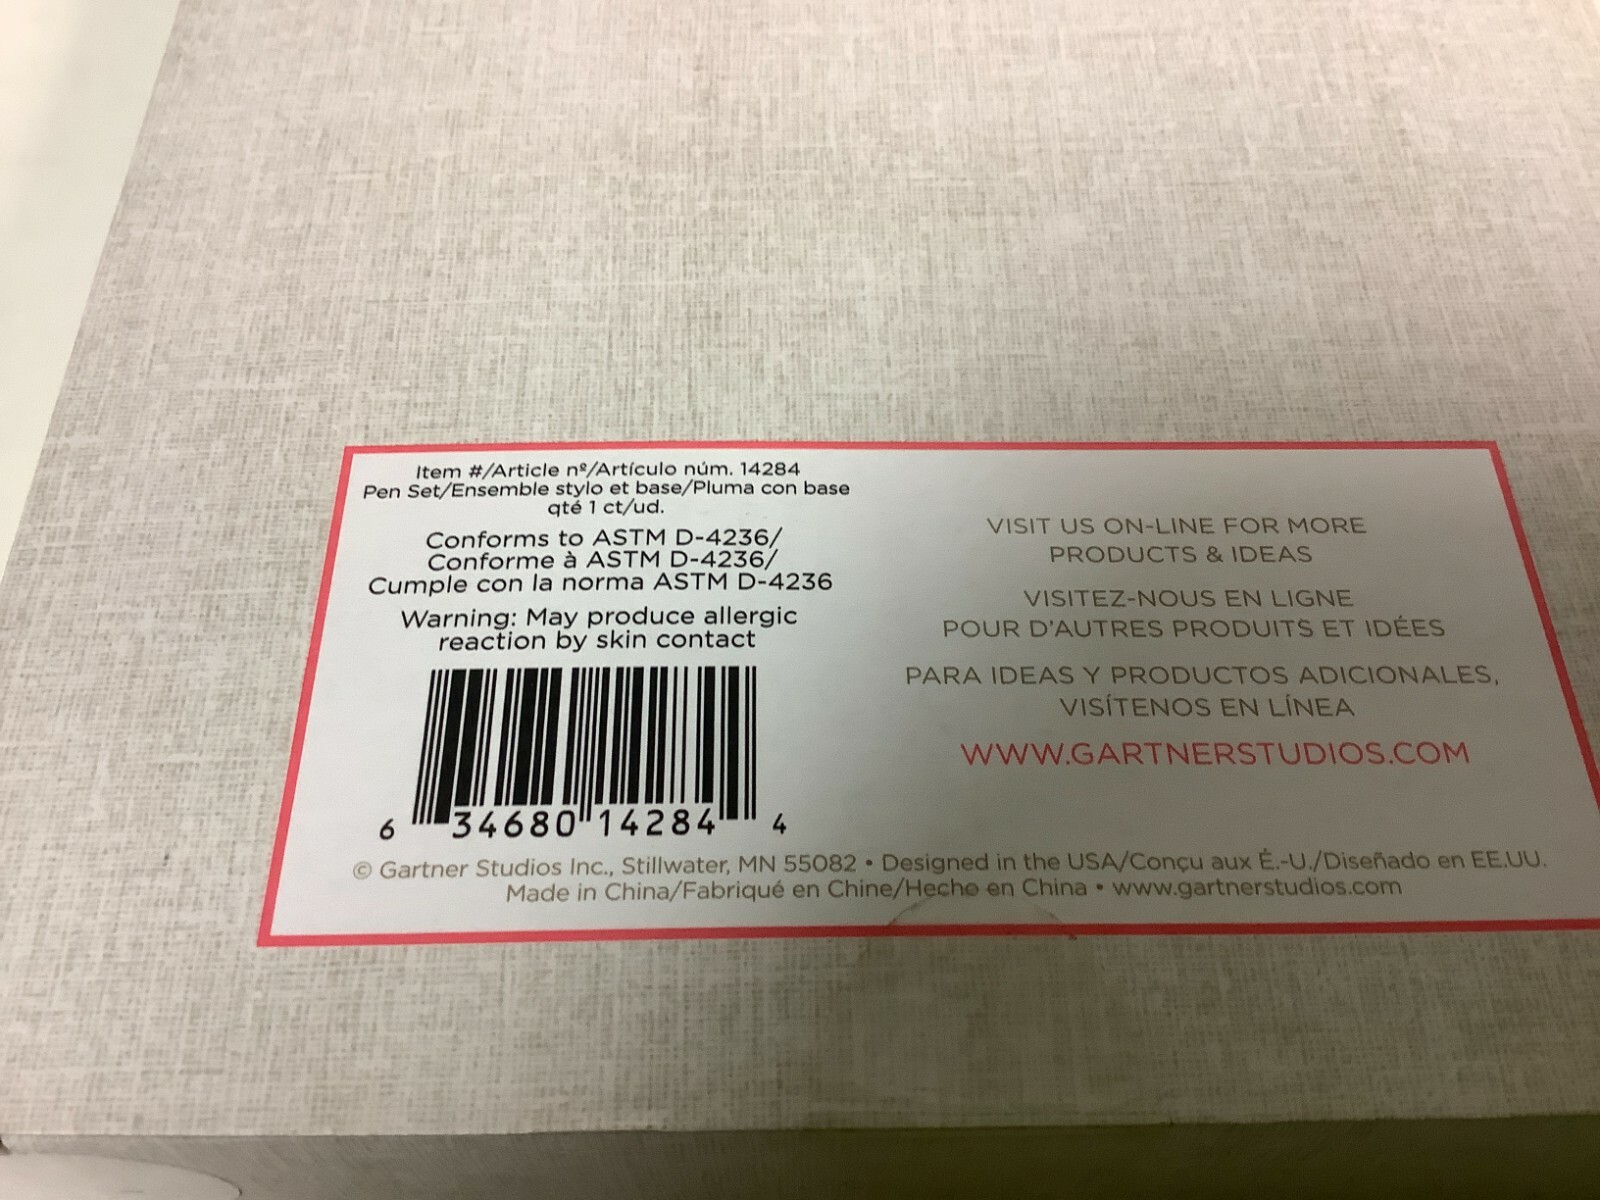 Item #/Article nº/Artículo núm. 14284
Pen Set/Ensemble stylo et base/Pluma con base
qté 1 ct/ud.
Conforms to ASTM D-4236/
Conforme à ASTM D-4236/
Cumple con la norma ASTM D-4236
Warning: May produce allergic
reaction by skin contact
6 34680 14284 4
VISIT US ON-LINE FOR MORE
PRODUCTS & IDEAS
VISITEZ-NOUS EN LIGNE
POUR D'AUTRES PRODUITS ET IDÉES
PARA IDEAS Y PRODUCTOS ADICIONALES,
VISÍTENOS EN LÍNEA
WWW.GARTNERSTUDIOS.COM
© Gartner Studios Inc., Stillwater, MN 55082 • Designed in the USA/Conçu aux É.-U./Diseñado en EE.UU.
Made in China/Fabriqué en Chine/Hecho en China • www.gartnerstudios.com